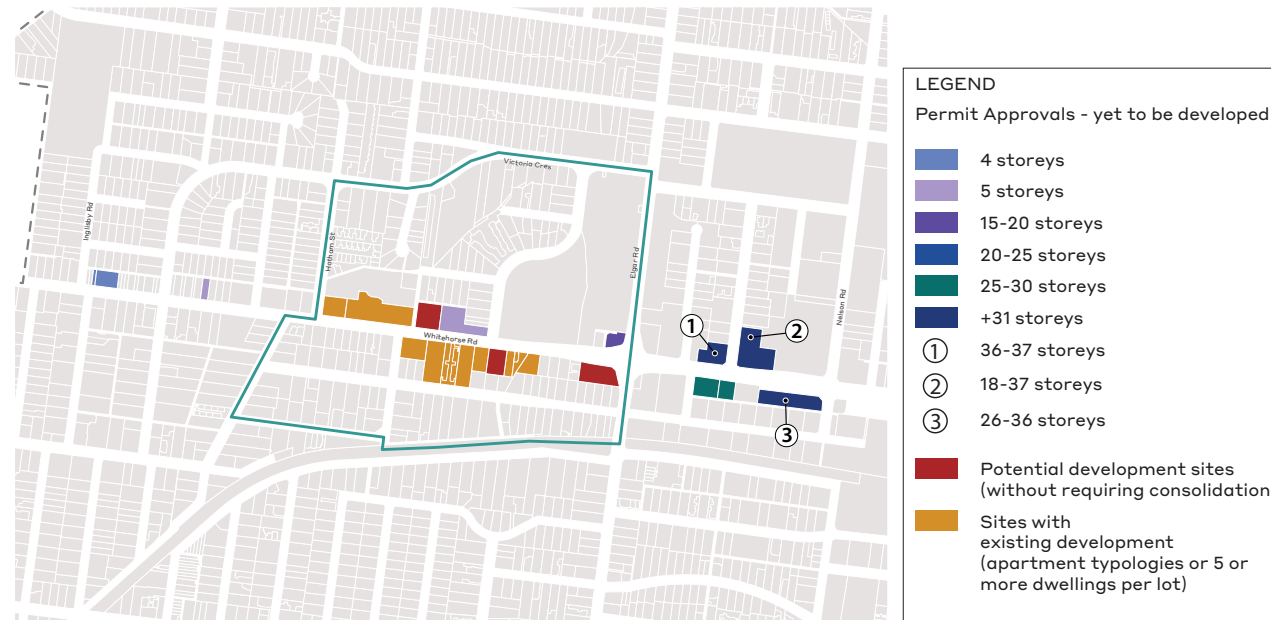 Victoria Cres
Inglisby Rd
Hotham St
Elgar Rd
Nelson Rd
Whitehorse Rd
1
2
3
LEGEND
Permit Approvals - yet to be developed
4 storeys
5 storeys
15-20 storeys
20-25 storeys
25-30 storeys
+31 storeys
1 36-37 storeys
2 18-37 storeys
3 26-36 storeys
Potential development sites
(without requiring consolidation
Sites with
existing development
(apartment typologies or 5 or
more dwellings per lot)